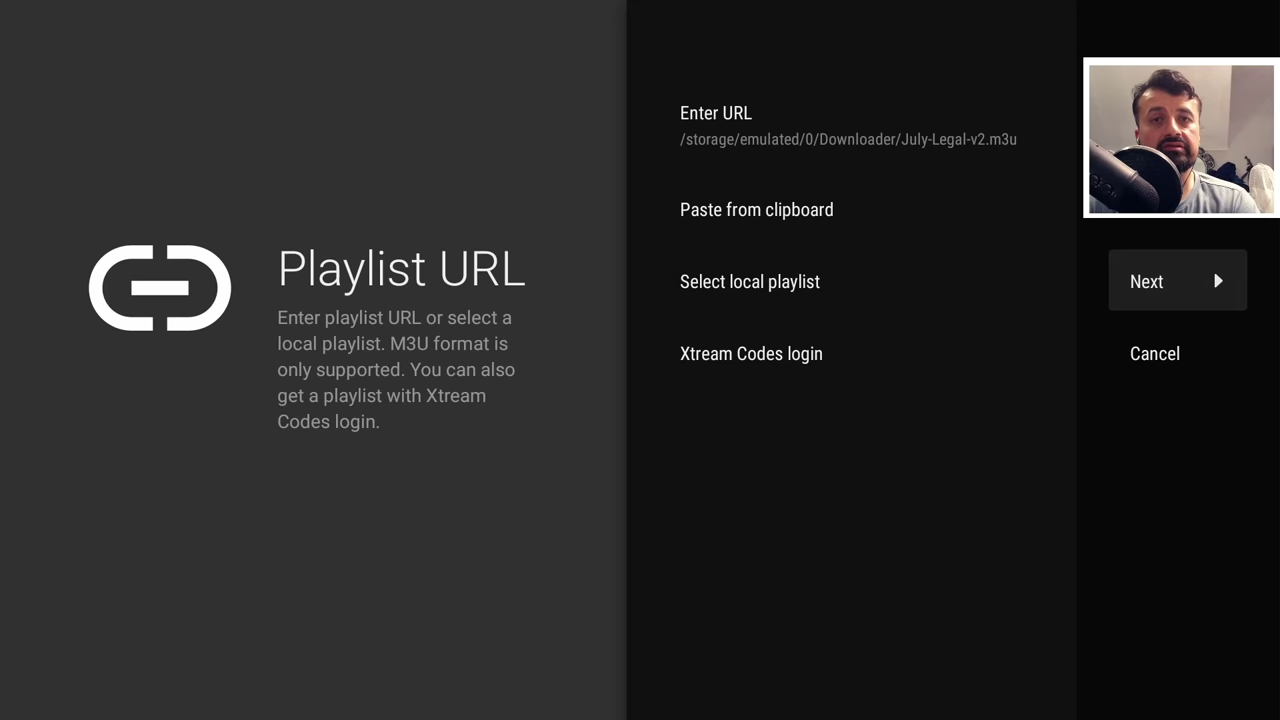 Playlist URL
Enter playlist URL or select a
local playlist. M3U format is
only supported. You can also
get a playlist with Xtream
Codes login.
Enter URL
/storage/emulated/0/Downloader/July-Legal-v2.m3u
Paste from clipboard
Select local playlist
Xtream Codes login
Next
Cancel